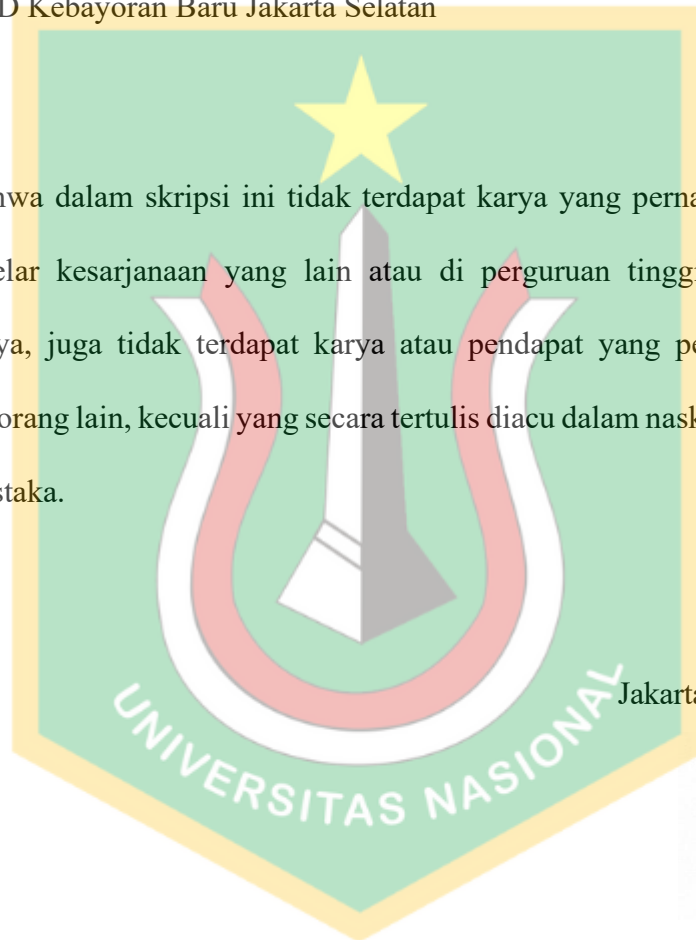 D Kebayoran Baru Jakarta Selatan
wa dalam skripsi ini tidak terdapat karya yang perna
elar kesarjanaan yang lain atau di perguruan tinggi
ya, juga tidak terdapat karya atau pendapat yang pe
orang lain, kecuali yang secara tertulis diacu dalam nask
staka.
Jakarta
UNIVERSITAS NASIONAL